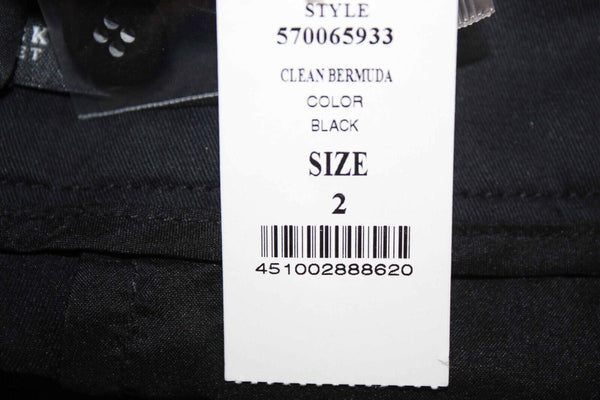 STYLE
570065933
CLEAN BERMUDA
COLOR
BLACK
SIZE
2
451002888620